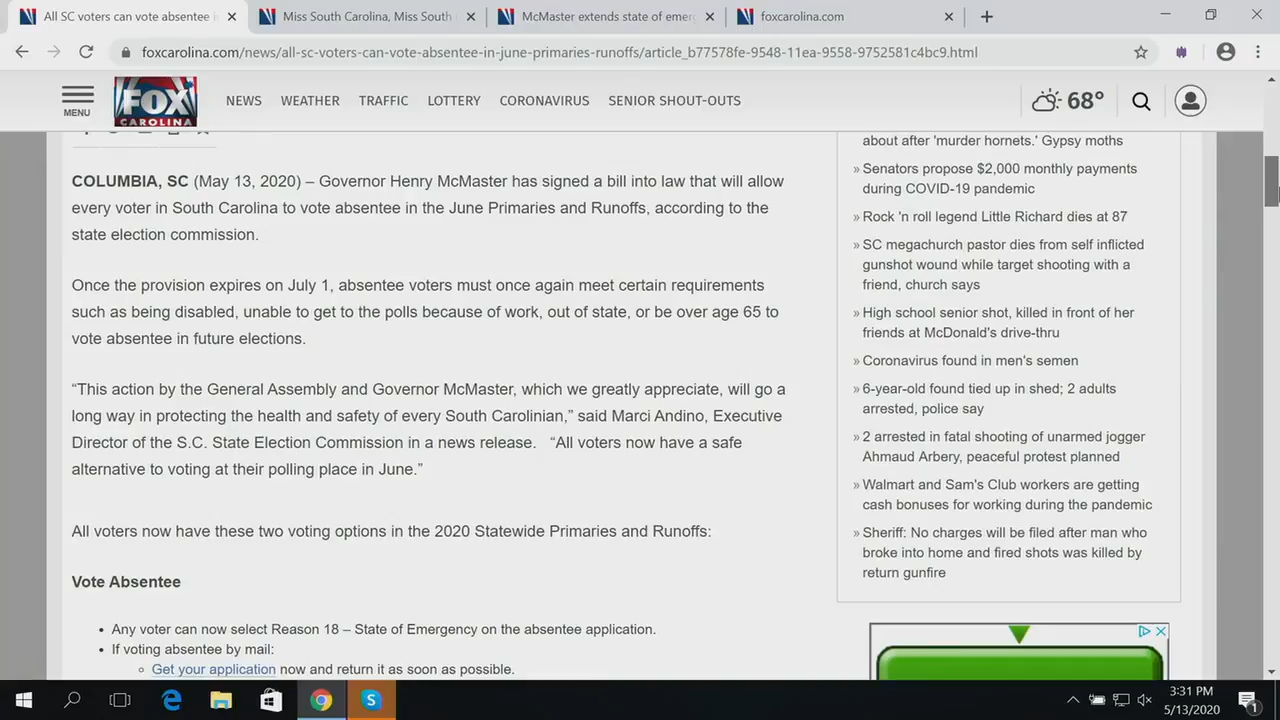 All SC voters can vote absentee i
Miss South Carolina, Miss South
McMaster extends state of emer
foxcarolina.com
foxcarolina.com/news/all-sc-voters-can-vote-absentee-in-june-primaries-runoffs/article_b77578fe-9548-11ea-9558-9752581c4bc9.html
MENU
FOX
CAROLINA
NEWS WEATHER TRAFFIC LOTTERY CORONAVIRUS SENIOR SHOUT-OUTS
68°
COLUMBIA, SC (May 13, 2020) – Governor Henry McMaster has signed a bill into law that will allow
every voter in South Carolina to vote absentee in the June Primaries and Runoffs, according to the
state election commission.
Once the provision expires on July 1, absentee voters must once again meet certain requirements
such as being disabled, unable to get to the polls because of work, out of state, or be over age 65 to
vote absentee in future elections.
“This action by the General Assembly and Governor McMaster, which we greatly appreciate, will go a
long way in protecting the health and safety of every South Carolinian,” said Marci Andino, Executive
Director of the S.C. State Election Commission in a news release. “All voters now have a safe
alternative to voting at their polling place in June.”
All voters now have these two voting options in the 2020 Statewide Primaries and Runoffs:
Vote Absentee
• Any voter can now select Reason 18 – State of Emergency on the absentee application.
• If voting absentee by mail:
◦ Get your application now and return it as soon as possible.
about after 'murder hornets.' Gypsy moths
» Senators propose $2,000 monthly payments
during COVID-19 pandemic
» Rock 'n roll legend Little Richard dies at 87
» SC megachurch pastor dies from self inflicted
gunshot wound while target shooting with a
friend, church says
» High school senior shot, killed in front of her
friends at McDonald's drive-thru
» Coronavirus found in men's semen
» 6-year-old found tied up in shed; 2 adults
arrested, police say
» 2 arrested in fatal shooting of unarmed jogger
Ahmaud Arbery, peaceful protest planned
» Walmart and Sam's Club workers are getting
cash bonuses for working during the pandemic
» Sheriff: No charges will be filed after man who
broke into home and fired shots was killed by
return gunfire
3:31 PM
5/13/2020
1